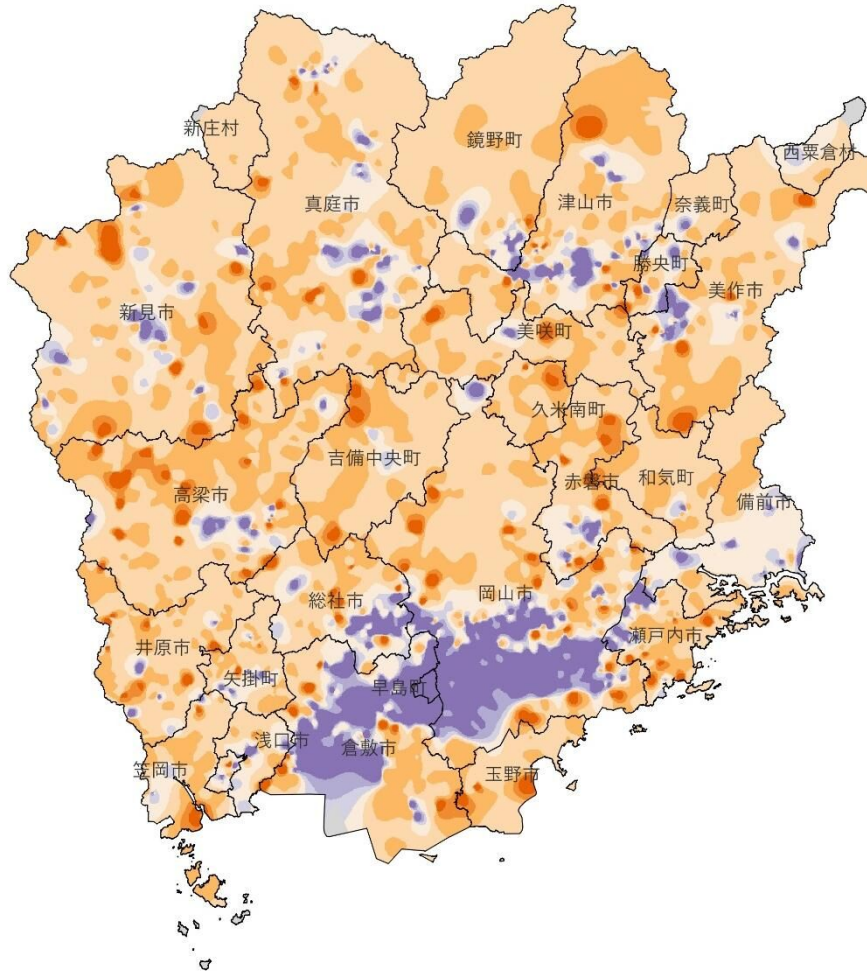 新庄村
鏡野町
西粟倉村
真庭市
津山市
奈義町
勝央町
美作市
新見市
美咲町
久米南町
吉備中央町
赤磐市
和気町
高梁市
備前市
岡山市
総社市
瀬戸内市
井原市
矢掛町
早島町
浅口市
倉敷市
笠岡市
玉野市